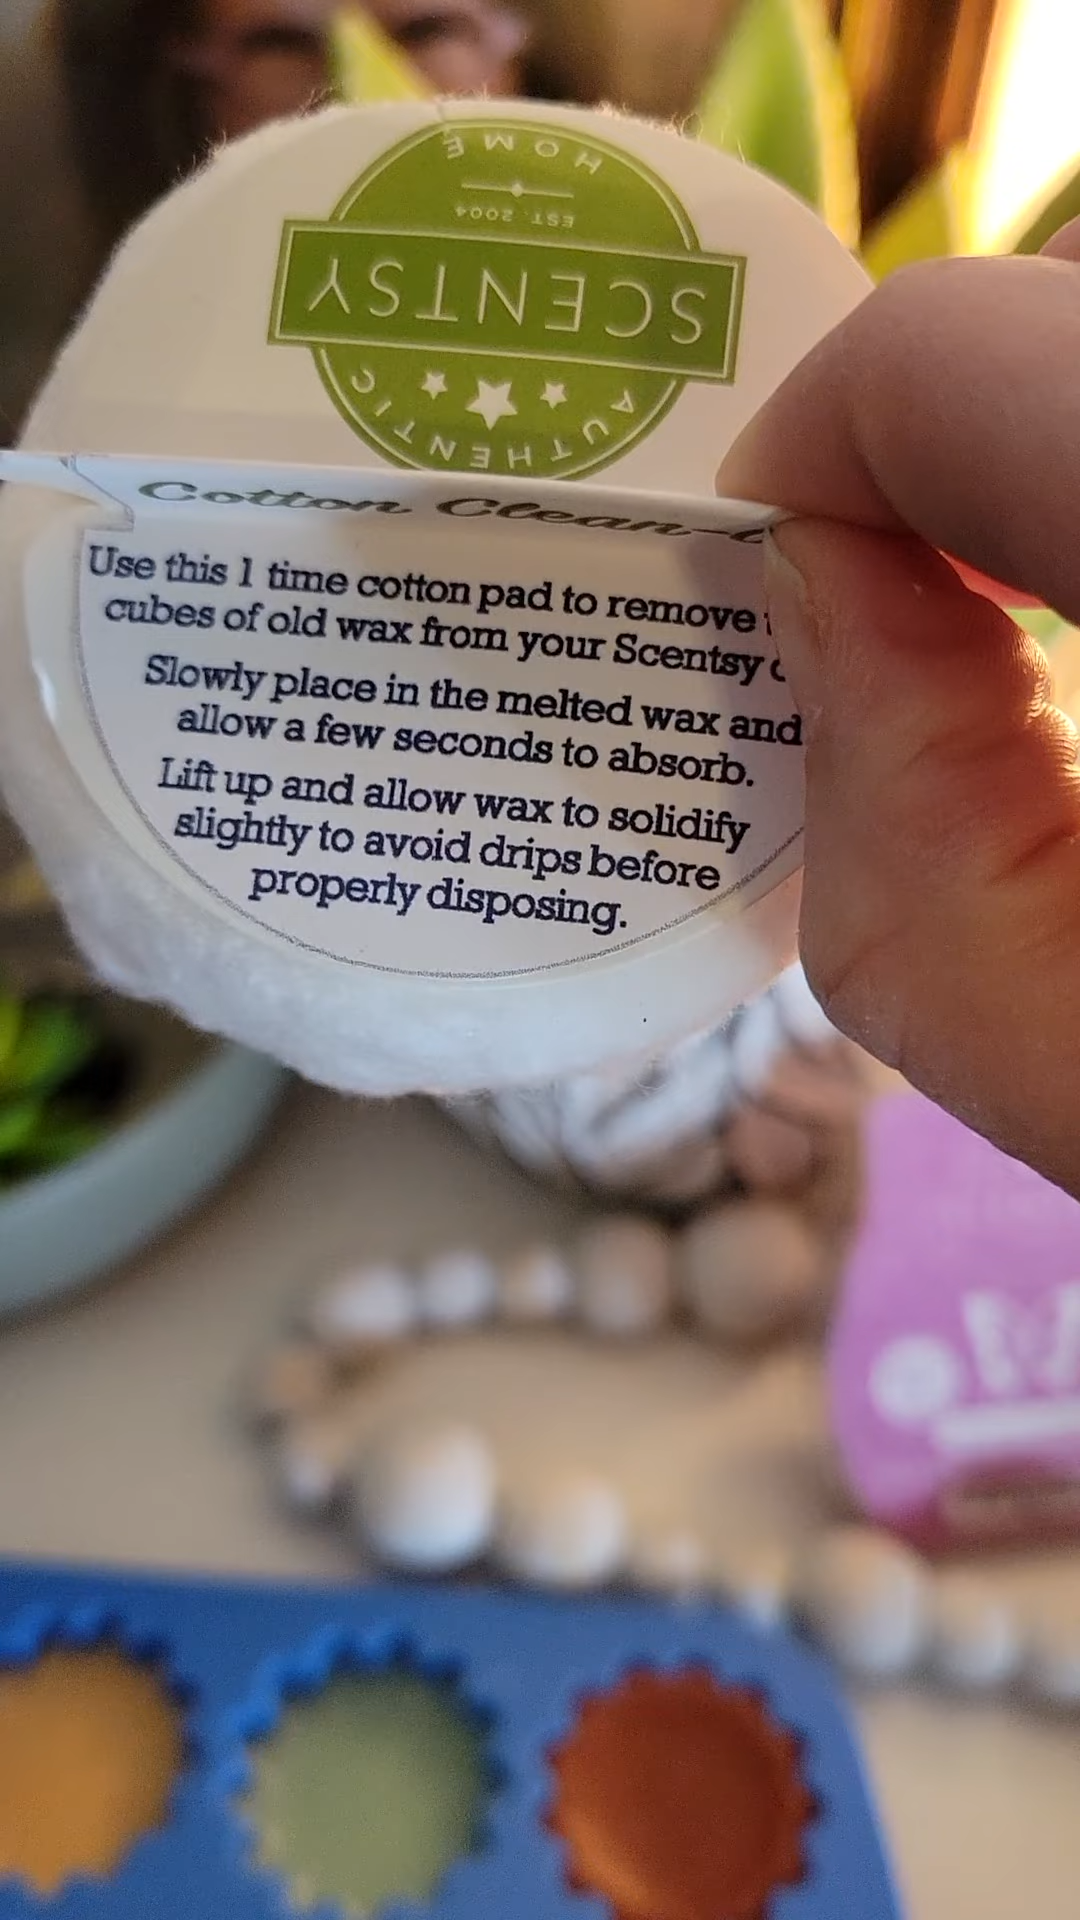 HOME
EST. 2004
SCENTSY
AUTHENTIC
Cotton Clean-
Use this 1 time cotton pad to remove
cubes of old wax from your Scentsy
Slowly place in the melted wax and
allow a few seconds to absorb.
Lift up and allow wax to solidify
slightly to avoid drips before
properly disposing.